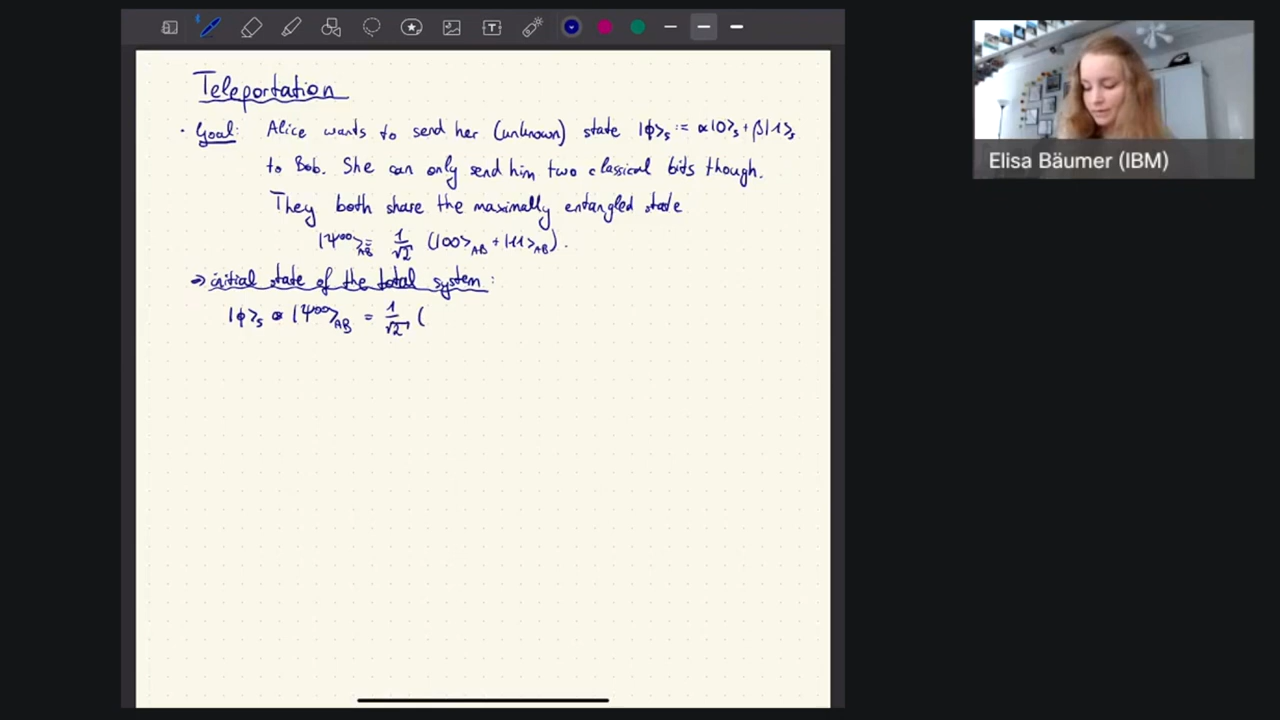 Teleportation
· Goal: Alice wants to send her (unknown) state |ϕ⟩_S := α|0⟩_S + β|1⟩_S
to Bob. She can only send him two classical bits though.
They both share the maximally entangled state
|ψ⁰⁰⟩_AB = 1/√2 (|00⟩_AB + |11⟩_AB).
→ initial state of the total system:
|ϕ⟩_S ⊗ |ψ⁰⁰⟩_AB = 1/√2 (
Elisa Bäumer (IBM)